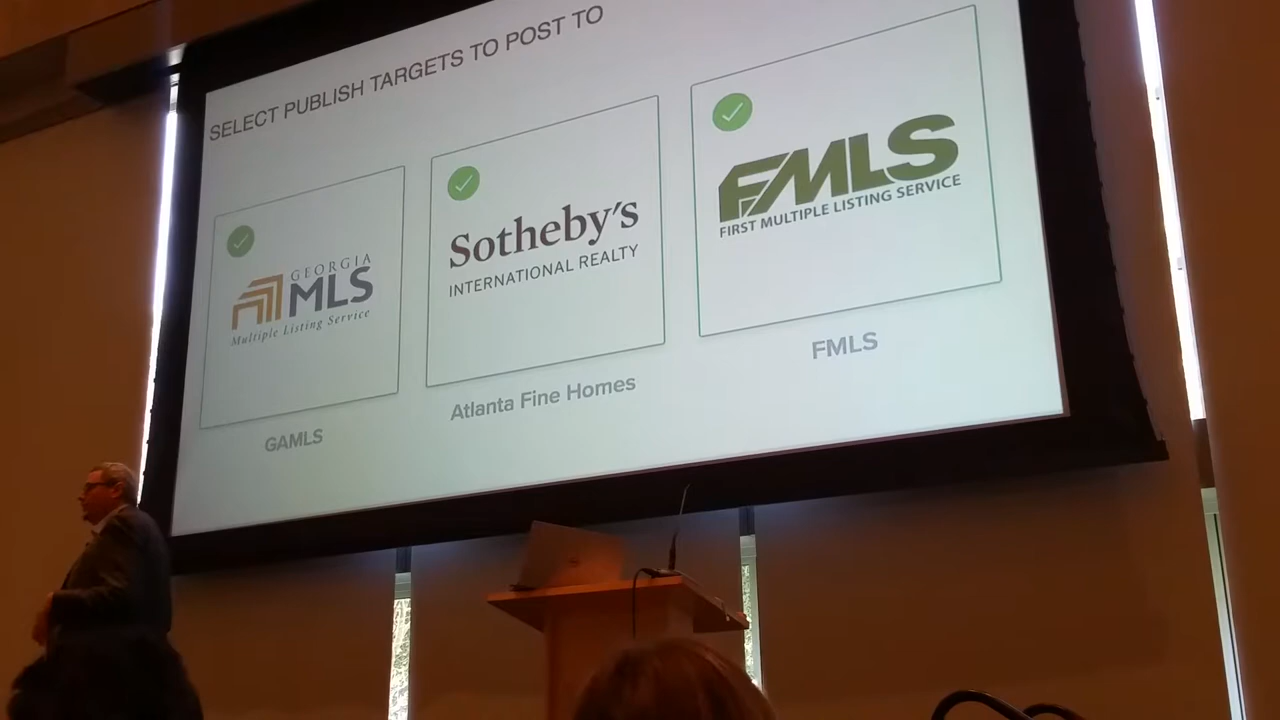 SELECT PUBLISH TARGETS TO POST TO
GEORGIA
MLS
Multiple Listing Service
GAMLS
Sotheby's
INTERNATIONAL REALTY
Atlanta Fine Homes
FMLS
FIRST MULTIPLE LISTING SERVICE
FMLS